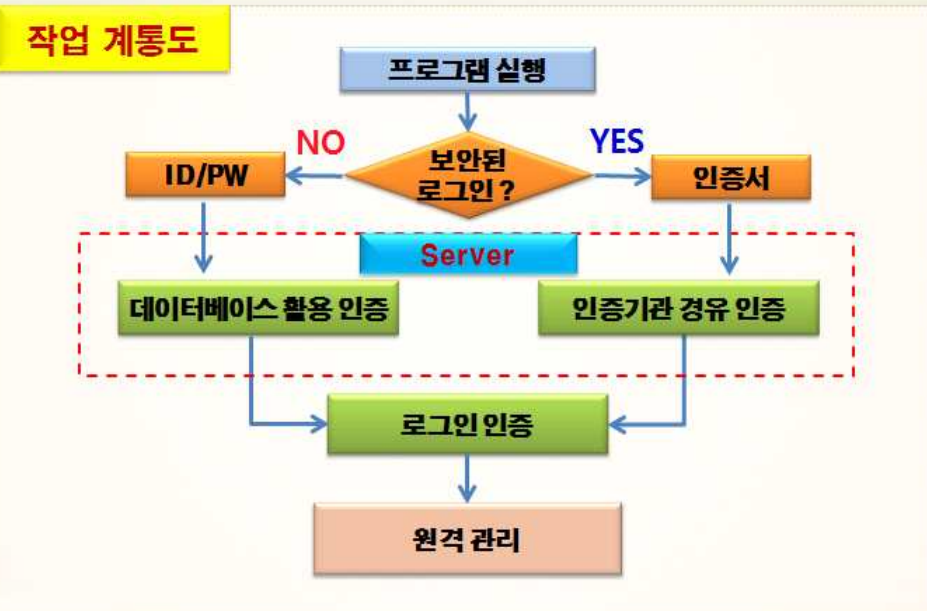 작업 계통도
프로그램 실행
NO
YES
보안된
로그인 ?
ID/PW
인증서
Server
데이터베이스 활용 인증
인증기관 경유 인증
로그인 인증
원격 관리